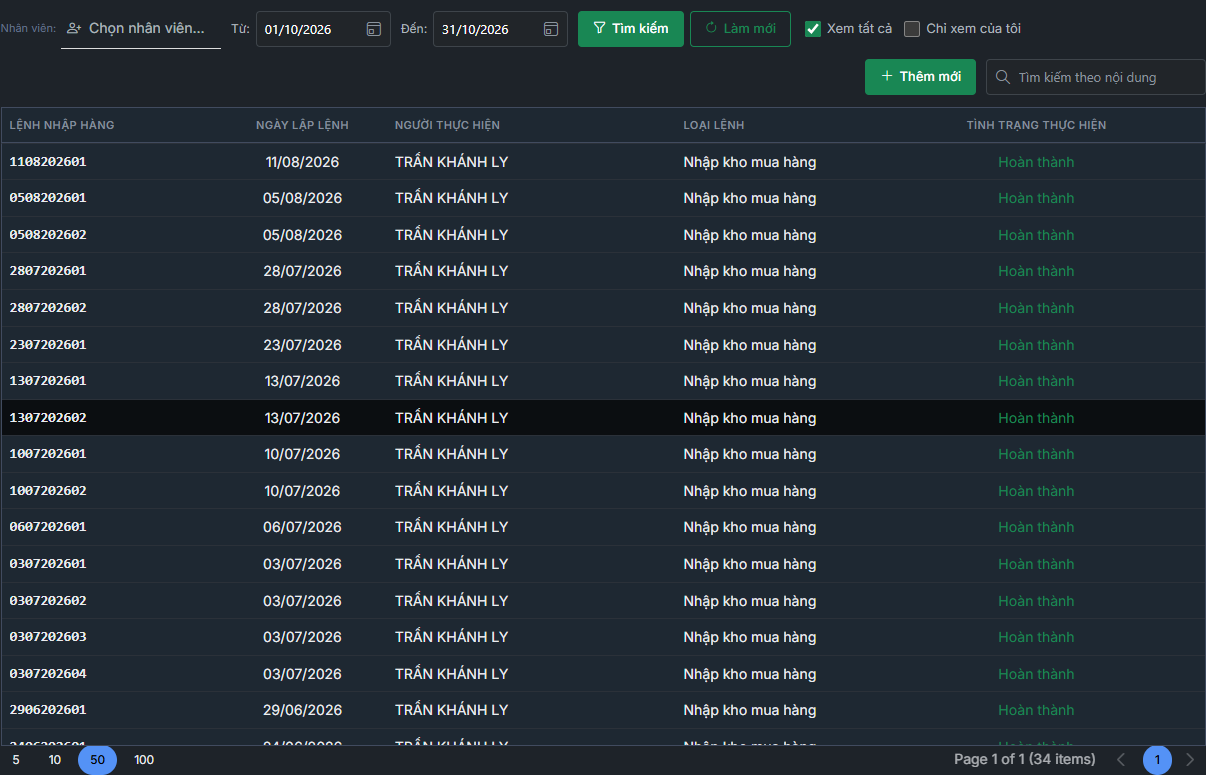 Nhân viên: Chọn nhân viên... Từ: 01/10/2026 Đến: 31/10/2026 Tìm kiếm Làm mới Xem tất cả Chỉ xem của tôi
Thêm mới Tìm kiếm theo nội dung
LỆNH NHẬP HÀNG NGÀY LẬP LỆNH NGƯỜI THỰC HIỆN LOẠI LỆNH TÌNH TRẠNG THỰC HIỆN
1108202601 11/08/2026 TRẦN KHÁNH LY Nhập kho mua hàng Hoàn thành
0508202601 05/08/2026 TRẦN KHÁNH LY Nhập kho mua hàng Hoàn thành
0508202602 05/08/2026 TRẦN KHÁNH LY Nhập kho mua hàng Hoàn thành
2807202601 28/07/2026 TRẦN KHÁNH LY Nhập kho mua hàng Hoàn thành
2807202602 28/07/2026 TRẦN KHÁNH LY Nhập kho mua hàng Hoàn thành
2307202601 23/07/2026 TRẦN KHÁNH LY Nhập kho mua hàng Hoàn thành
1307202601 13/07/2026 TRẦN KHÁNH LY Nhập kho mua hàng Hoàn thành
1307202602 13/07/2026 TRẦN KHÁNH LY Nhập kho mua hàng Hoàn thành
1007202601 10/07/2026 TRẦN KHÁNH LY Nhập kho mua hàng Hoàn thành
1007202602 10/07/2026 TRẦN KHÁNH LY Nhập kho mua hàng Hoàn thành
0607202601 06/07/2026 TRẦN KHÁNH LY Nhập kho mua hàng Hoàn thành
0307202601 03/07/2026 TRẦN KHÁNH LY Nhập kho mua hàng Hoàn thành
0307202602 03/07/2026 TRẦN KHÁNH LY Nhập kho mua hàng Hoàn thành
0307202603 03/07/2026 TRẦN KHÁNH LY Nhập kho mua hàng Hoàn thành
0307202604 03/07/2026 TRẦN KHÁNH LY Nhập kho mua hàng Hoàn thành
2906202601 29/06/2026 TRẦN KHÁNH LY Nhập kho mua hàng Hoàn thành
5 10 50 100 Page 1 of 1 (34 items) 1